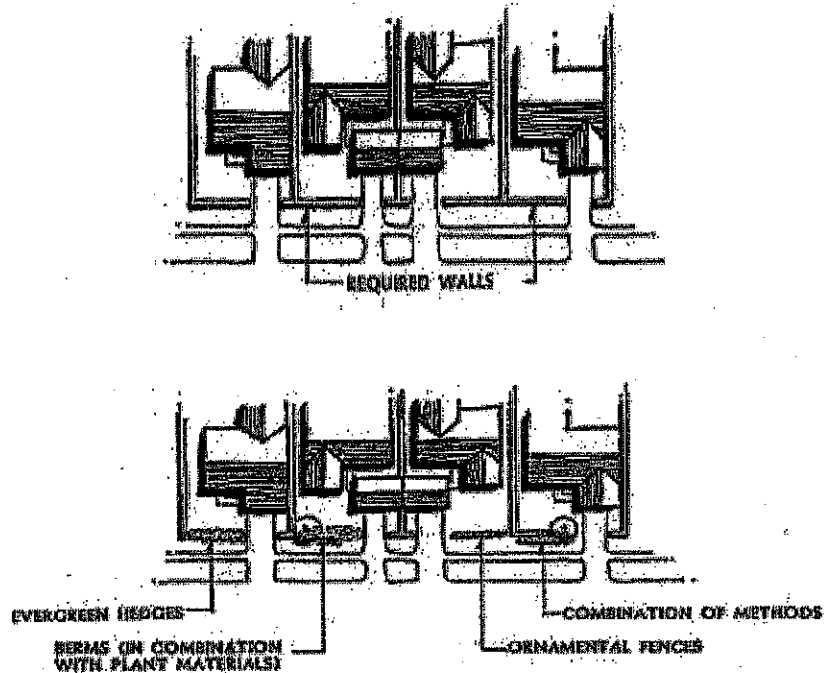 REQUIRED WALLS
EVERGREEN HEDGES
COMBINATION OF METHODS
BERMS (IN COMBINATION
WITH PLANT MATERIALS)
ORNAMENTAL FENCES